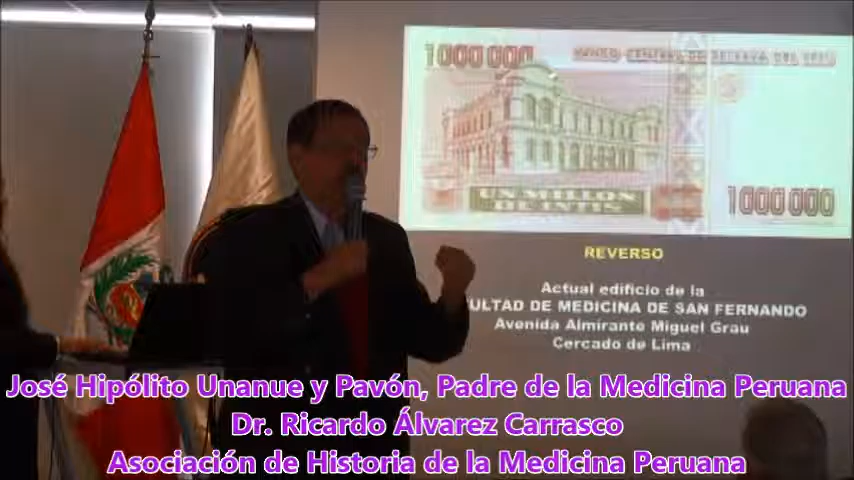 1000000
BANCO CENTRAL DE RESERVA DEL PERU
UN MILLON
DE INTIS
1000000
REVERSO
Actual edificio de la
ULTAD DE MEDICINA DE SAN FERNANDO
Avenida Almirante Miguel Grau
Cercado de Lima
José Hipólito Unanue y Pavón, Padre de la Medicina Peruana
Dr. Ricardo Álvarez Carrasco
Asociación de Historia de la Medicina Peruana